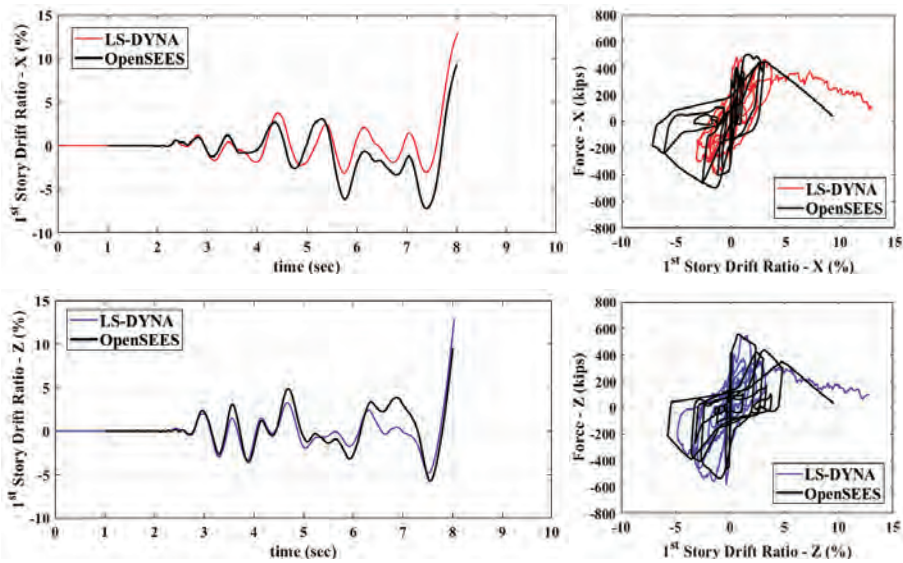 15
10
5
0
-5
-10
1st Story Drift Ratio - X (%)
LS-DYNA
OpenSEES
0 1 2 3 4 5 6 7 8 9 10
time (sec)
800
600
400
200
0
-200
-400
-600
-800
Force - X (kips)
LS-DYNA
OpenSEES
-10 -5 0 5 10 15
1st Story Drift Ratio - X (%)
15
10
5
0
-5
-10
1st Story Drift Ratio - Z (%)
LS-DYNA
OpenSEES
0 1 2 3 4 5 6 7 8 9 10
time (sec)
800
600
400
200
0
-200
-400
-600
800
Force - Z (kips)
LS-DYNA
OpenSEES
-10 -5 0 5 10 15
1st Story Drift Ratio - Z (%)